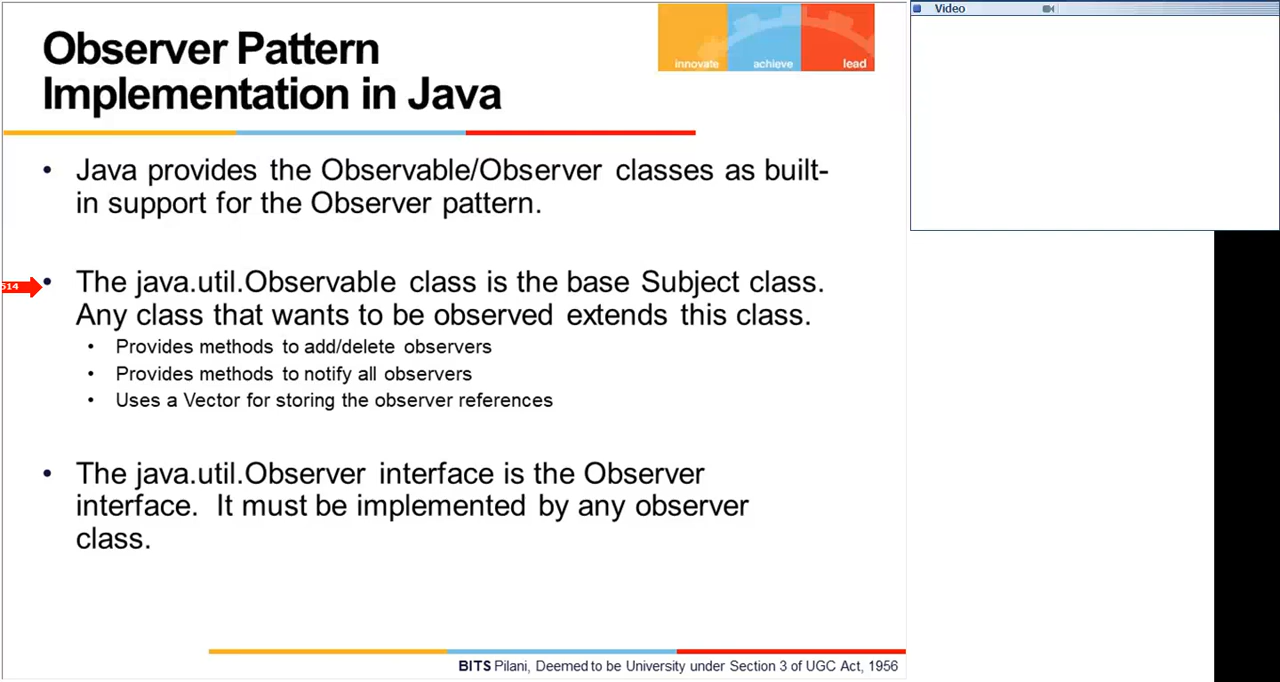 Observer Pattern
Implementation in Java
innovate achieve lead
Video
• Java provides the Observable/Observer classes as built-
in support for the Observer pattern.
• The java.util.Observable class is the base Subject class.
514
Any class that wants to be observed extends this class.
• Provides methods to add/delete observers
• Provides methods to notify all observers
• Uses a Vector for storing the observer references
• The java.util.Observer interface is the Observer
interface. It must be implemented by any observer
class.
BITS Pilani, Deemed to be University under Section 3 of UGC Act, 1956